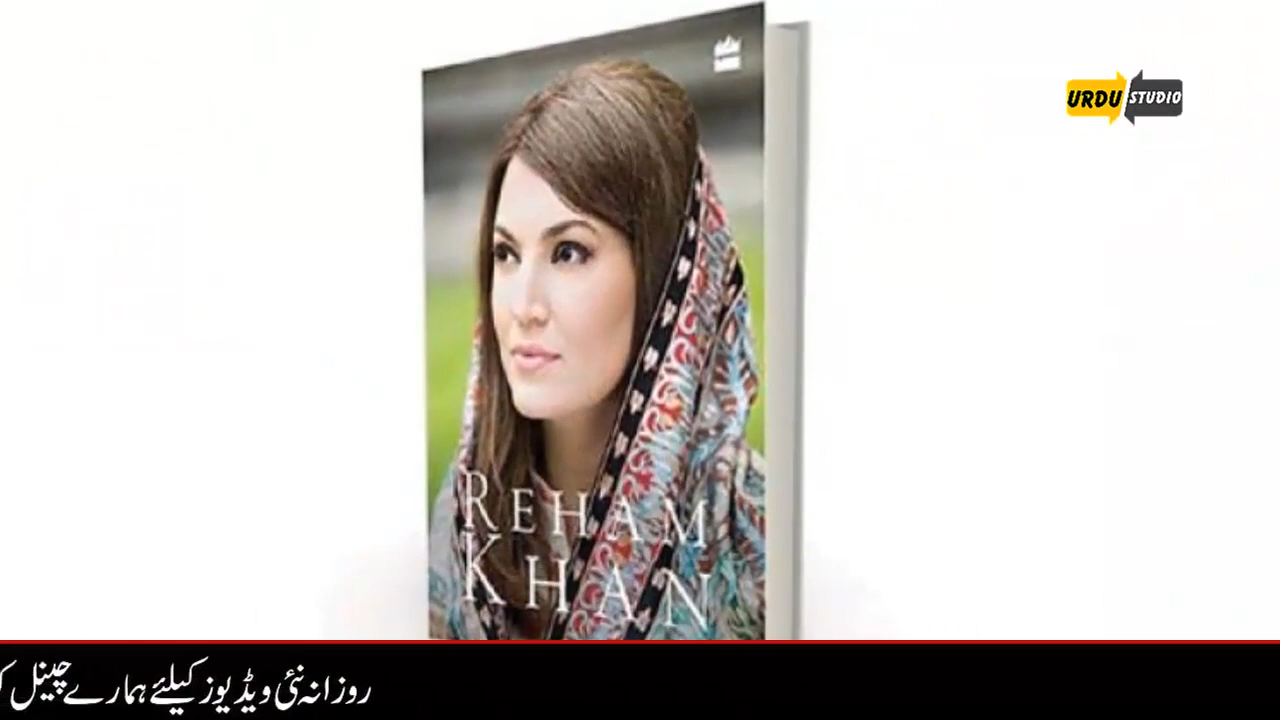 URDU STUDIO
REHAM
KHAN
روزانہ نئی ویڈیوز کیلئے ہمارے چینل